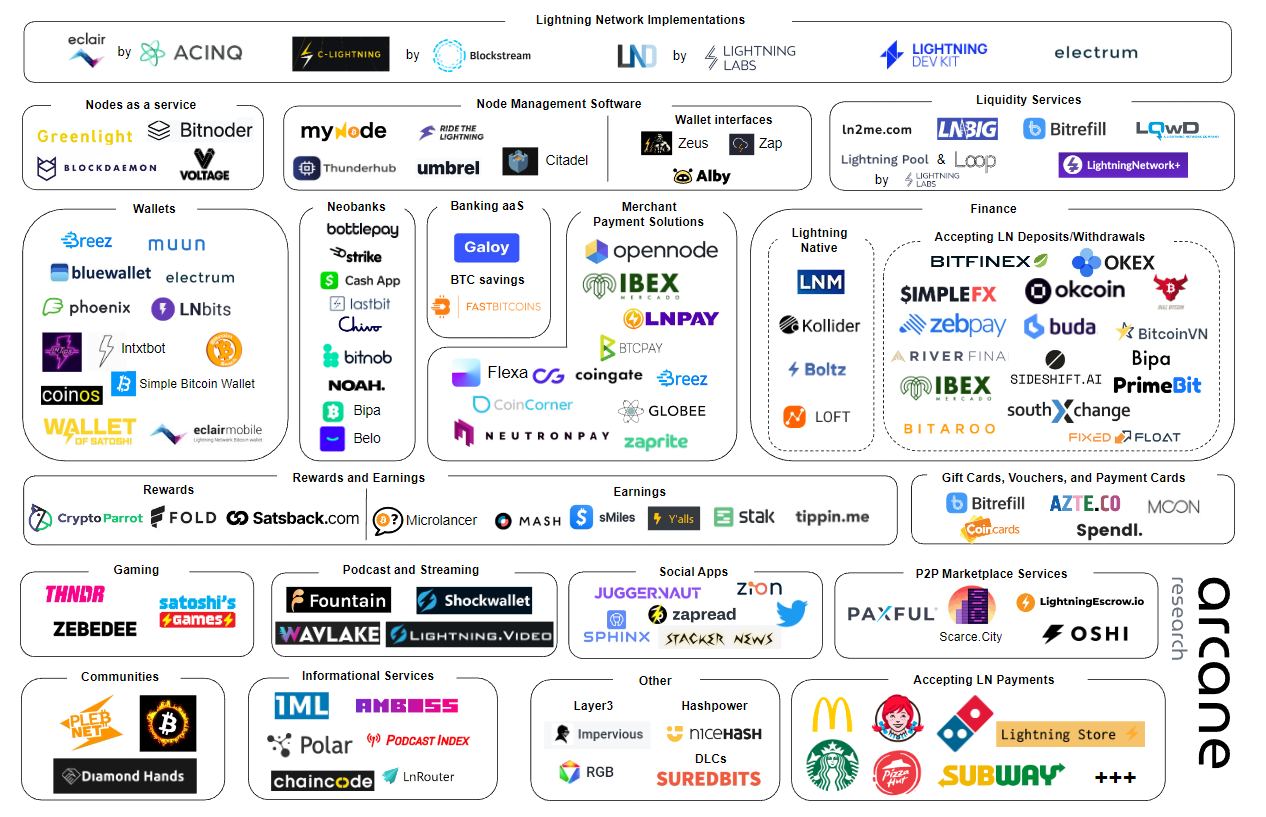 Lightning Network Implementations
eclair by ACINQ
C-LIGHTNING by Blockstream
LND by LIGHTNING LABS
LIGHTNING DEV KIT
electrum
Nodes as a service
Greenlight
Bitnoder
BLOCKDAEMON
VOLTAGE
Node Management Software
myNode
RIDE THE LIGHTNING
Thunderhub
umbrel
Citadel
Wallet interfaces
Zeus
Zap
Alby
Liquidity Services
ln2me.com
LNBIG
Bitrefill
LQwD
Lightning Pool & Loop
by LIGHTNING LABS
LightningNetwork+
Wallets
Breez
muun
bluewallet
electrum
phoenix
LNbits
Intxtbot
coinos
Simple Bitcoin Wallet
WALLET OF SATOSHI
eclairmobile
Lightning Network Bitcoin wallet
Neobanks
bottlepay
strike
Cash App
lastbit
Chivo
bitnob
NOAH.
Bipa
Belo
Banking aaS
Galoy
BTC savings
FASTBITCOINS
Merchant
Payment Solutions
opennode
IBEX
MERCADO
LNPAY
BTCPAY
Flexa
coingate
Breez
CoinCorner
GLOBEE
NEUTRONPAY
zaprite
Finance
Lightning
Native
LNM
Kollider
Boltz
LOFT
Accepting LN Deposits/Withdrawals
BITFINEX
OKEX
$IMPLEFX
okcoin
BULL BITCOIN
zebpay
buda
BitcoinVN
RIVER FINA
SIDESHIFT.AI
Bipa
IBEX
MERCADO
PrimeBit
southXchange
BITAROO
FIXED FLOAT
Rewards and Earnings
Rewards
CryptoParrot
FOLD
Satsback.com
Earnings
Microlancer
MASH
sMiles
Y'alls
stak
tippin.me
Gift Cards, Vouchers, and Payment Cards
Bitrefill
AZTE.CO
MOON
Coincards
Spendl.
Gaming
THNDR
satoshi's
GAMES
ZEBEDEE
Podcast and Streaming
Fountain
Shockwallet
WAVLAKE
LIGHTNING.VIDEO
Social Apps
JUGGERNAUT
zion
SPHINX
zapread
STACKER NEWS
P2P Marketplace Services
PAXFUL
Scarce.City
LightningEscrow.io
OSHI
arcane
research
Communities
PLEB
NET
Diamond Hands
Informational Services
1ML
AMBOSS
Polar
PODCAST INDEX
chaincode
LnRouter
Other
Layer3
Impervious
RGB
Hashpower
NICEHASH
DLCs
SUREDBITS
Accepting LN Payments
Lightning Store
Pizza
Hut
SUBWAY
+++